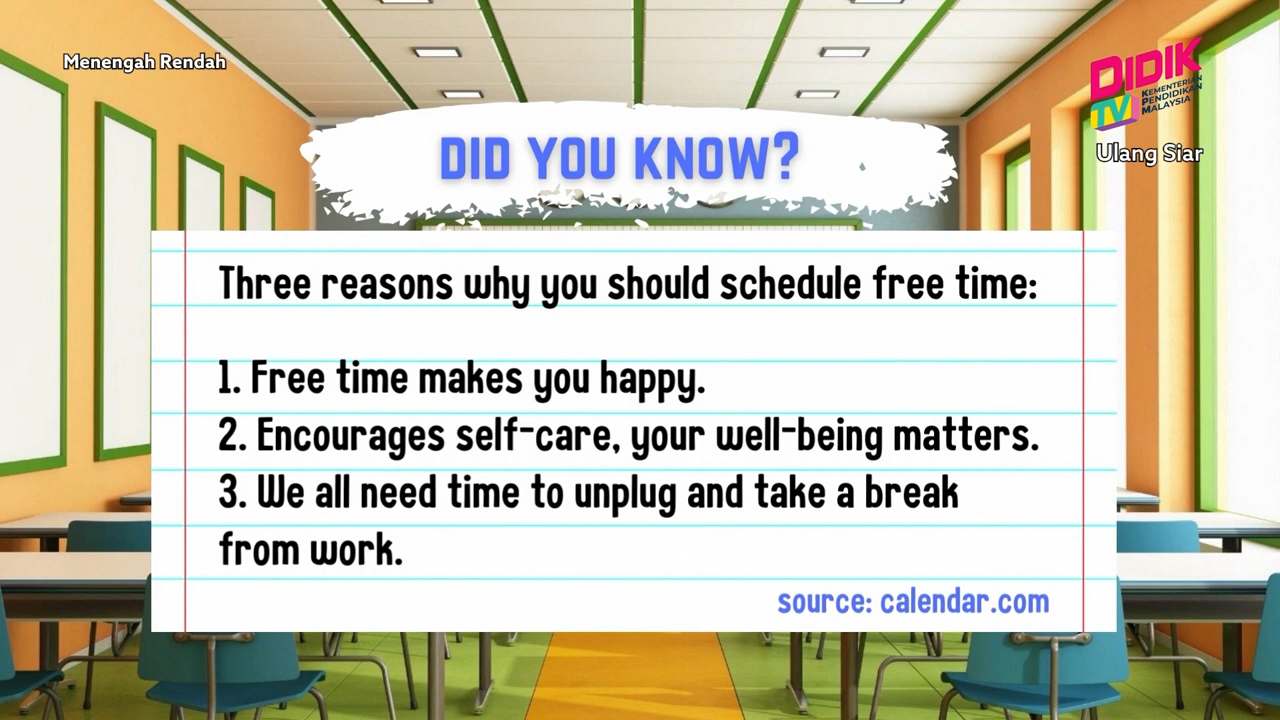 Menengah Rendah
DIDIK
TV
KEMENTERIAN
PENDIDIKAN
MALAYSIA
Ulang Siar
DID YOU KNOW?
Three reasons why you should schedule free time:
1. Free time makes you happy.
2. Encourages self-care, your well-being matters.
3. We all need time to unplug and take a break
from work.
source: calendar.com